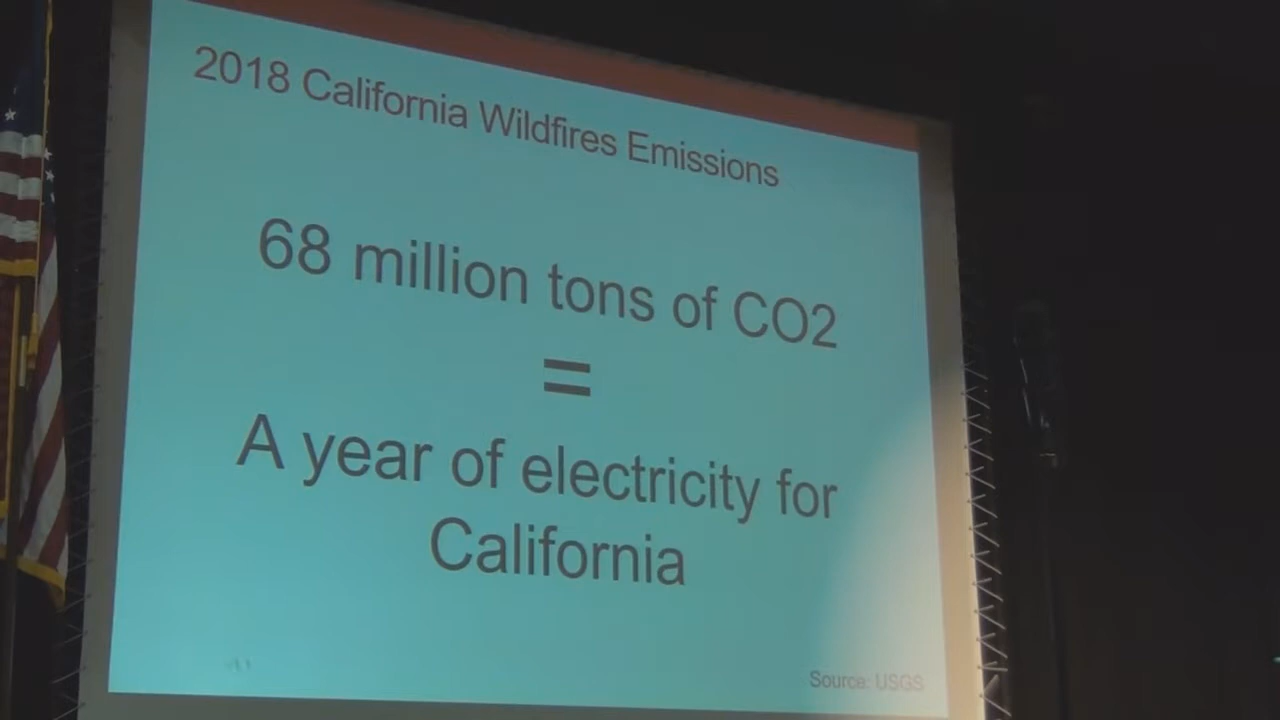 2018 California Wildfires Emissions
68 million tons of CO2
=
A year of electricity for
California
Source: USGS